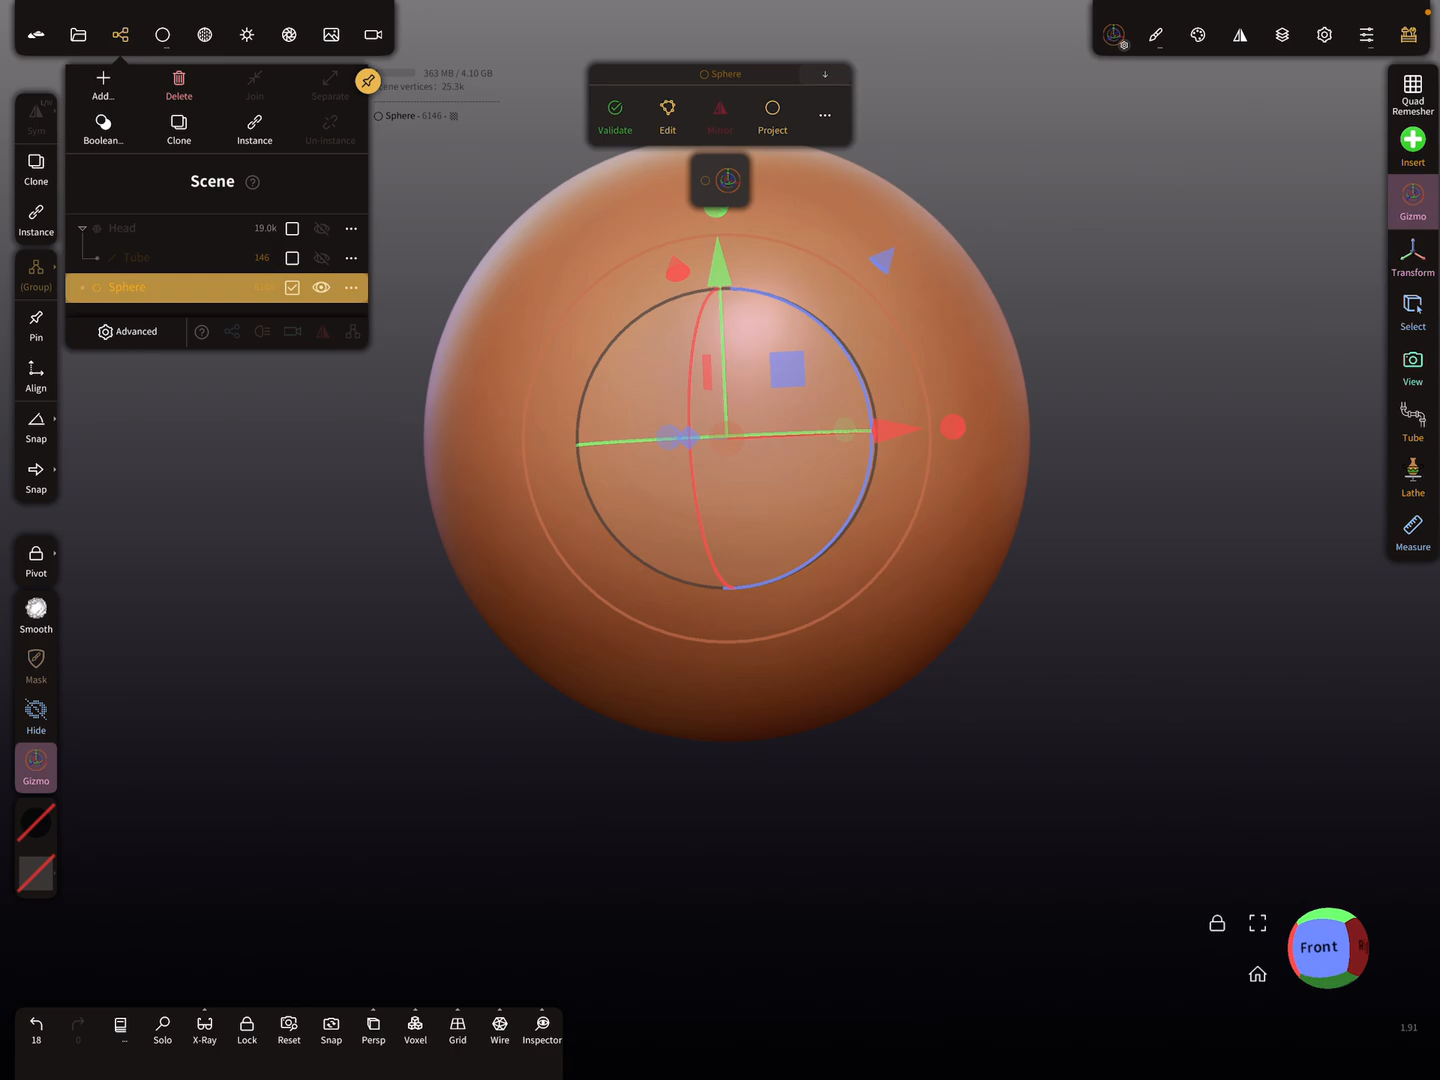 363 MB / 4.10 GB
cene vertices: 25.3k
Sphere - 6146 -
Add...
Delete
Join
Separate
Boolean...
Clone
Instance
Un-Instance
Scene
Head 19.0k
Tube 146
Sphere
Advanced
Sphere
Validate
Edit
Mirror
Project
Sym
Clone
Instance
(Group)
Pin
Align
Snap
Snap
Pivot
Smooth
Mask
Hide
Gizmo
Quad
Remesher
Insert
Gizmo
Transform
Select
View
Tube
Lathe
Measure
Front
1.91
18
0
...
Solo
X-Ray
Lock
Reset
Snap
Persp
Voxel
Grid
Wire
Inspector